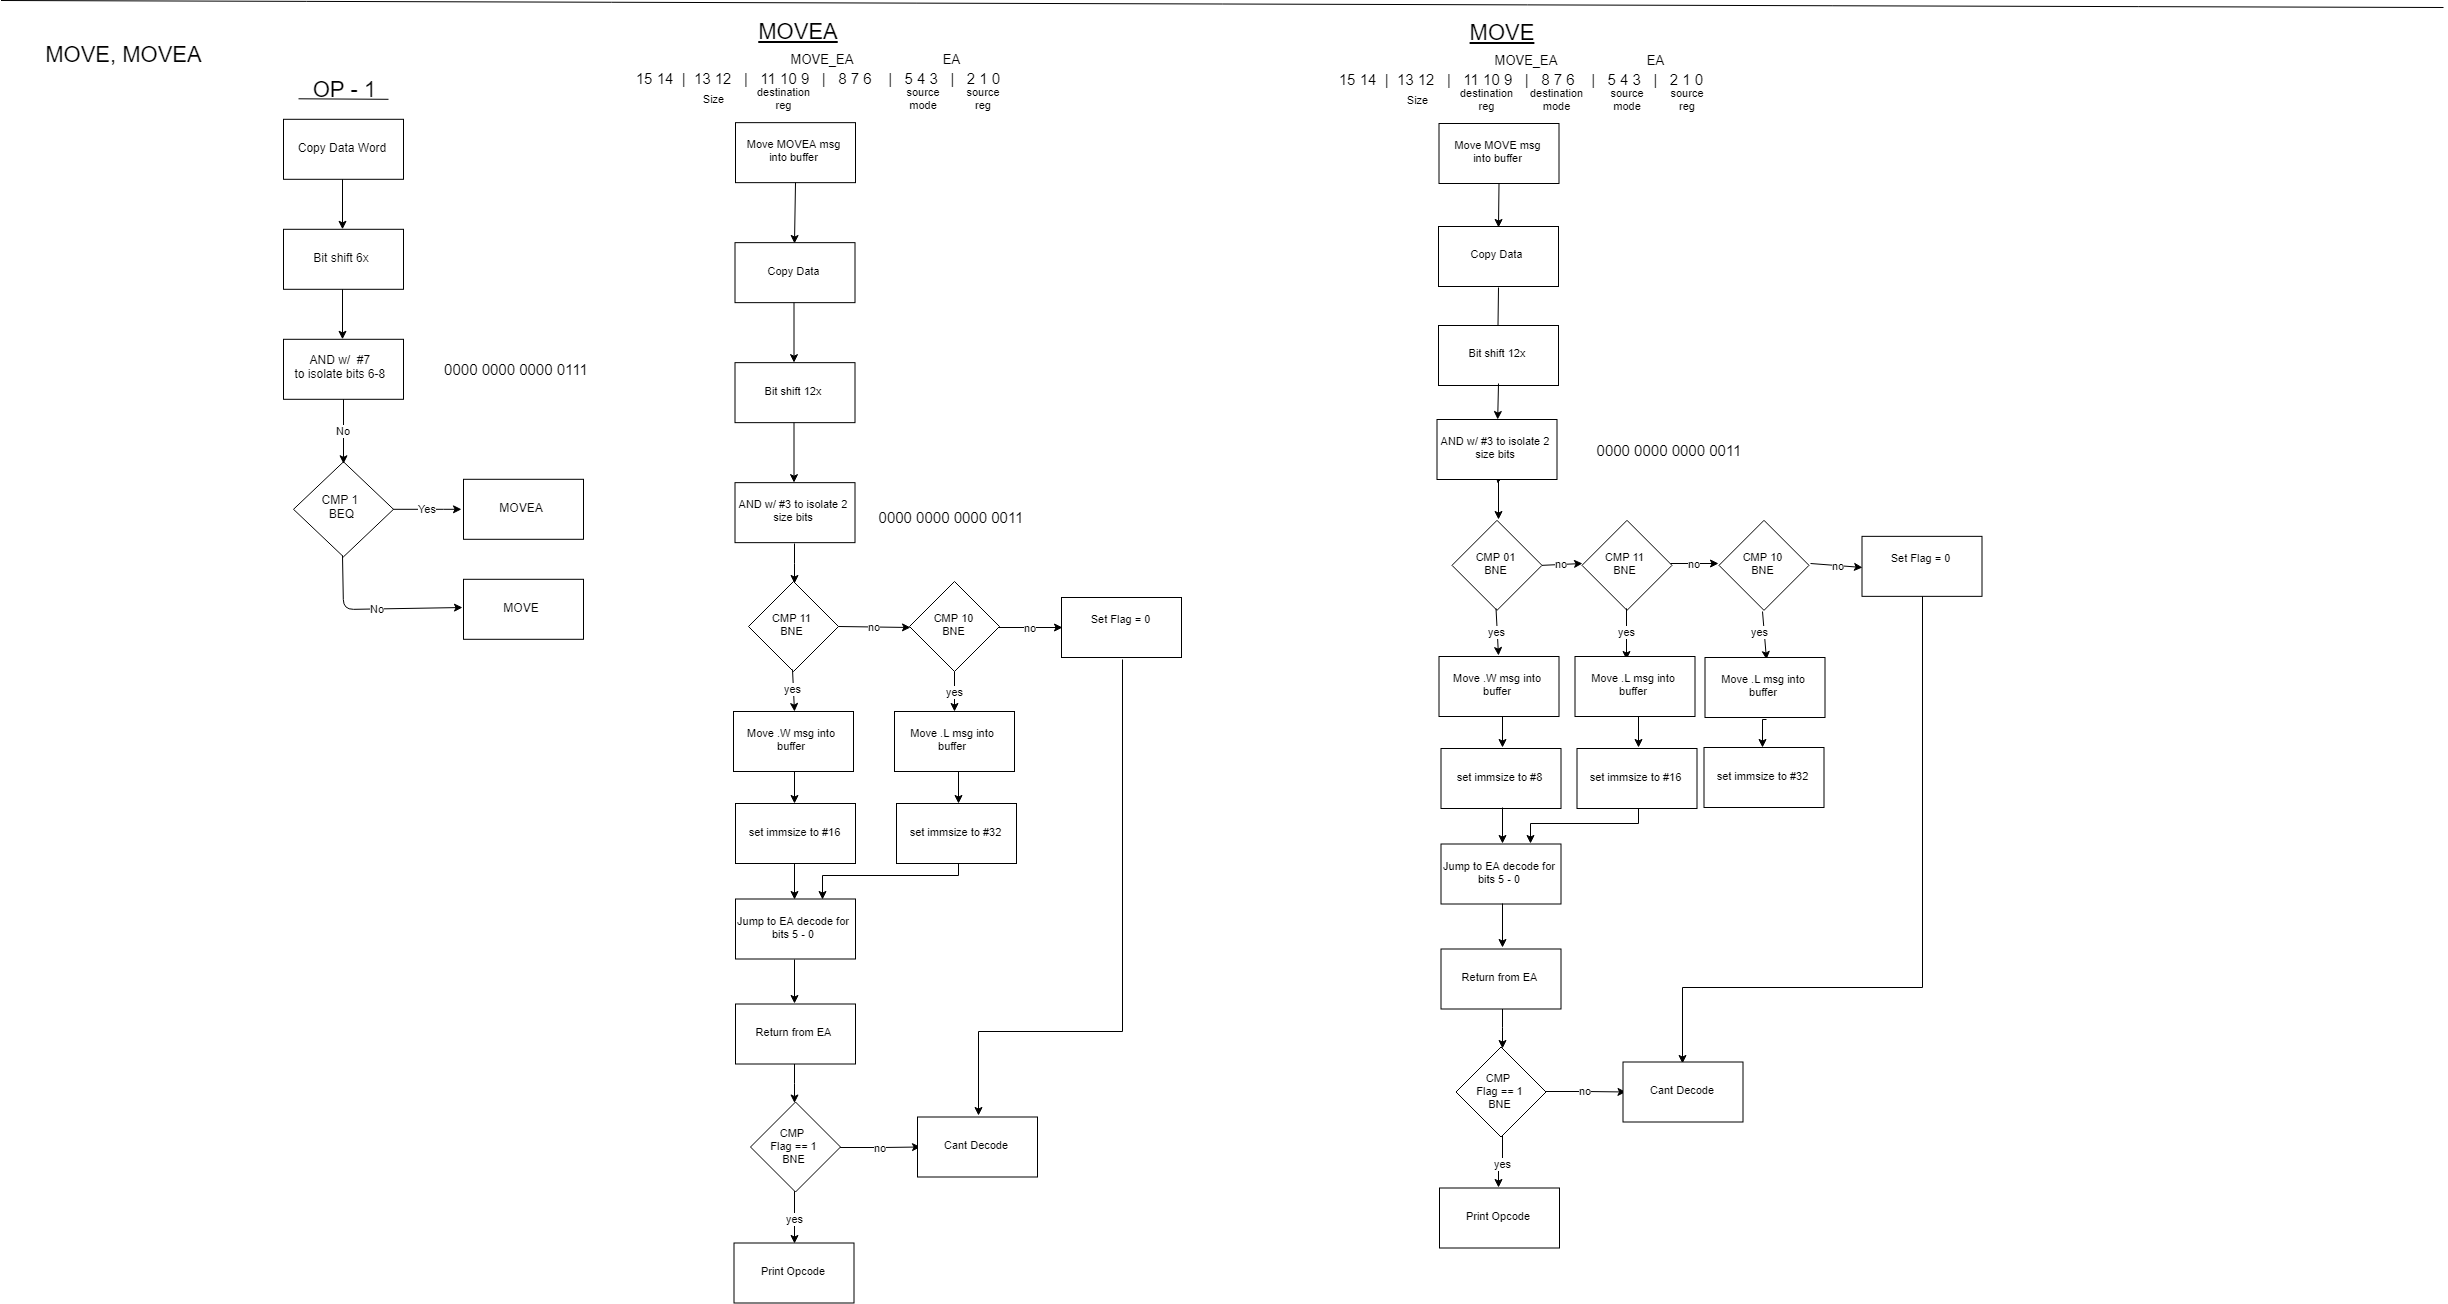 MOVE, MOVEA
OP - 1
Copy Data Word
Bit shift 6x
AND w/ #7
to isolate bits 6-8
0000 0000 0000 0111
No
CMP 1
BEQ
Yes
MOVEA
No
MOVE
MOVEA
MOVE_EA
EA
15 14 | 13 12 | 11 10 9 | 8 7 6 | 5 4 3 | 2 1 0
Size
destination
reg
source
mode
source
reg
Move MOVEA msg
into buffer
Copy Data
Bit shift 12x
AND w/ #3 to isolate 2
size bits
0000 0000 0000 0011
CMP 11
BNE
no
CMP 10
BNE
no
Set Flag = 0
yes
yes
Move .W msg into
buffer
Move .L msg into
buffer
set immsize to #16
set immsize to #32
Jump to EA decode for
bits 5 - 0
Return from EA
CMP
Flag == 1
BNE
no
Cant Decode
yes
Print Opcode
MOVE
MOVE_EA
EA
15 14 | 13 12 | 11 10 9 | 8 7 6 | 5 4 3 | 2 1 0
Size
destination
reg
destination
mode
source
mode
source
reg
Move MOVE msg
into buffer
Copy Data
Bit shift 12x
AND w/ #3 to isolate 2
size bits
0000 0000 0000 0011
CMP 01
BNE
no
CMP 11
BNE
no
CMP 10
BNE
no
Set Flag = 0
yes
yes
yes
Move .W msg into
buffer
Move .L msg into
buffer
Move .L msg into
buffer
set immsize to #8
set immsize to #16
set immsize to #32
Jump to EA decode for
bits 5 - 0
Return from EA
CMP
Flag == 1
BNE
no
Cant Decode
yes
Print Opcode